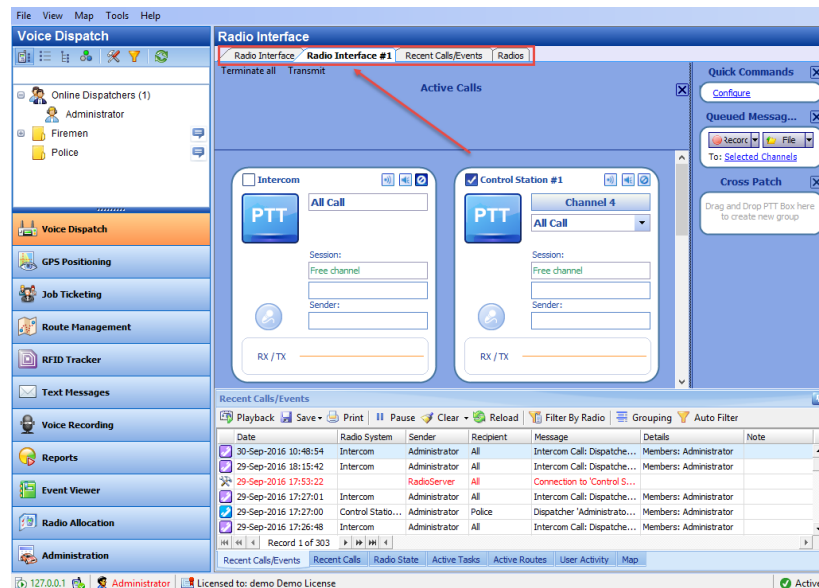 File View Map Tools Help
Voice Dispatch
Radio Interface
Radio Interface Radio Interface #1 Recent Calls/Events Radios
Terminate all Transmit
Active Calls
Quick Commands
Configure
Queued Messag...
Record File
To: Selected Channels
Cross Patch
Drag and Drop PTT Box here
to create new group
Online Dispatchers (1)
Administrator
Firemen
Police
Voice Dispatch
GPS Positioning
Job Ticketing
Route Management
RFID Tracker
Text Messages
Voice Recording
Reports
Event Viewer
Radio Allocation
Administration
Intercom
PTT
All Call
Session:
Free channel
Sender:
RX / TX
Control Station #1
PTT
Channel 4
All Call
Session:
Free channel
Sender:
RX / TX
Recent Calls/Events
Playback Save Print Pause Clear Reload Filter By Radio Grouping Auto Filter
Date Radio System Sender Recipient Message Details Note
30-Sep-2016 10:48:54 Intercom Administrator All Intercom Call: Dispatche... Members: Administrator
29-Sep-2016 18:15:42 Intercom Administrator All Intercom Call: Dispatche... Members: Administrator
29-Sep-2016 17:53:22 RadioServer All Connection to 'Control S...
29-Sep-2016 17:27:01 Intercom Administrator All Intercom Call: Dispatche... Members: Administrator
29-Sep-2016 17:27:00 Control Statio... Administrator Police Dispatcher 'Administrato... Members: Administrator
29-Sep-2016 17:26:48 Intercom Administrator All Intercom Call: Dispatche... Members: Administrator
Record 1 of 303
Recent Calls/Events Recent Calls Radio State Active Tasks Active Routes User Activity Map
127.0.0.1 Administrator Licensed to: demo Demo License Active